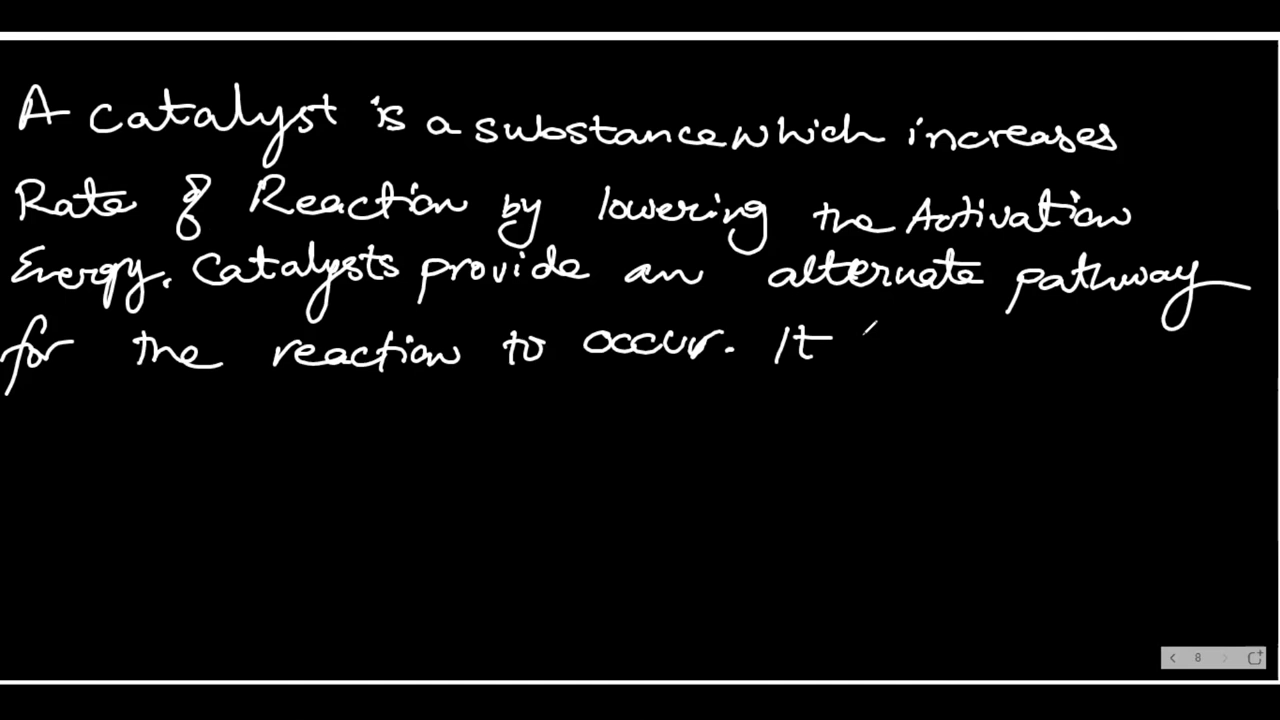 A catalyst is a substance which increases
Rate of Reaction by lowering the Activation
Energy. Catalysts provide an alternate pathway
for the reaction to occur. It
8